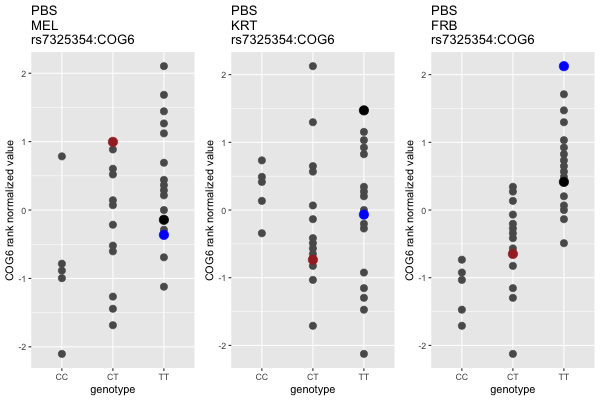 PBS
MEL
rs7325354:COG6
COG6 rank normalized value
2
1
0
-1
-2
CC
CT
TT
genotype
PBS
KRT
rs7325354:COG6
COG6 rank normalized value
2
1
0
-1
-2
CC
CT
TT
genotype
PBS
FRB
rs7325354:COG6
COG6 rank normalized value
2
1
0
-1
-2
CC
CT
TT
genotype